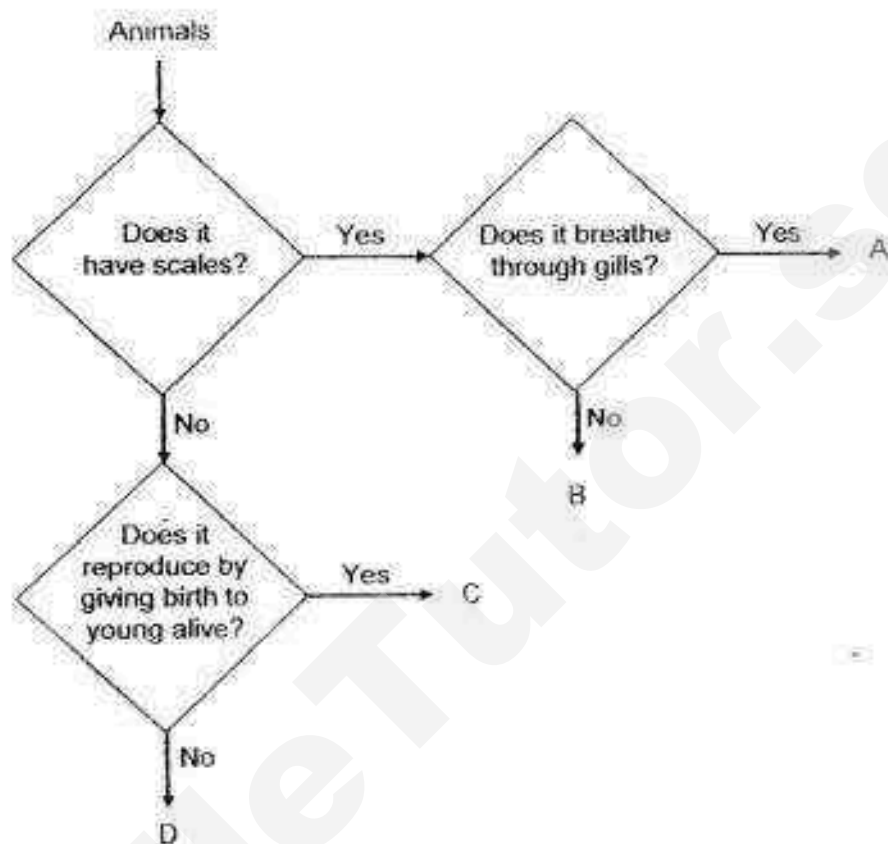 Animals
Does it
have scales?
Yes
Does it breathe
through gills?
Yes
A
No
No
B
Does it
reproduce by
giving birth to
young alive?
Yes
C
No
D